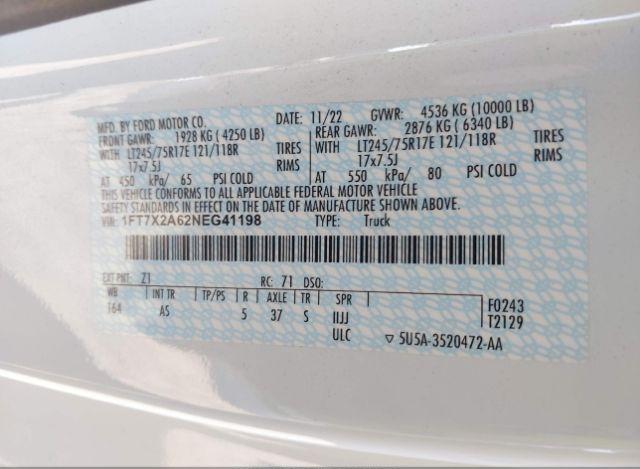 MFD. BY FORD MOTOR CO. DATE: 11/22 GVWR: 4536 KG (10000 LB)
FRONT GAWR: 1928 KG (4250 LB) REAR GAWR: 2876 KG (6340 LB)
WITH LT245/75R17E 121/118R TIRES WITH LT245/75R17E 121/118R TIRES
17x7.5J RIMS 17x7.5J RIMS
AT 450 kPa/ 65 PSI COLD AT 550 kPa/ 80 PSI COLD
THIS VEHICLE CONFORMS TO ALL APPLICABLE FEDERAL MOTOR VEHICLE
SAFETY STANDARDS IN EFFECT ON THE DATE OF MANUFACTURE SHOWN ABOVE.
VIN: 1FT7X2A62NEG41198 TYPE: Truck
EXT PNT: Z1 RC: 71 DSO:
WB INT TR TP/PS R AXLE TR SPR F0243
164 AS 5 37 S IIJJ T2129
ULC ▽ 5U5A-3520472-AA